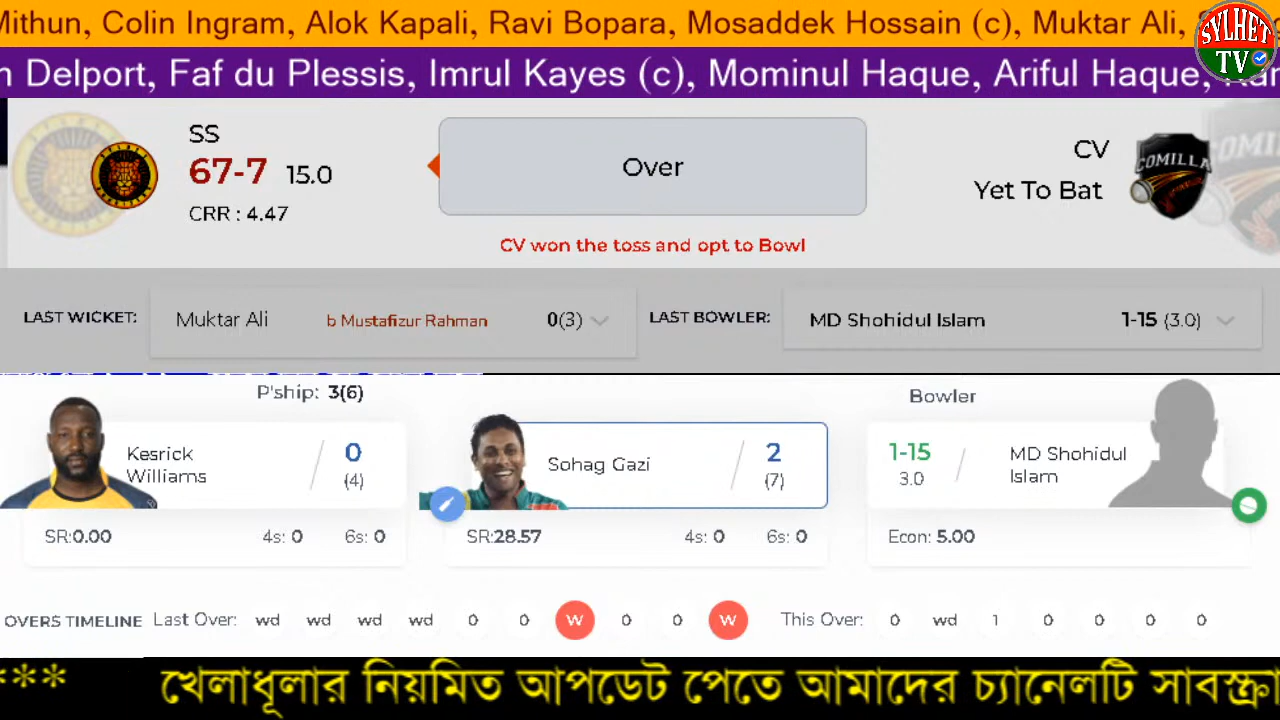 Mithun, Colin Ingram, Alok Kapali, Ravi Bopara, Mosaddek Hossain (c), Muktar Ali,
SYLHET
TV
Delport, Faf du Plessis, Imrul Kayes (c), Mominul Haque, Ariful Haque,
SS
67-7 15.0
CRR : 4.47
Over
CV
Yet To Bat
COMILLA
CV won the toss and opt to Bowl
LAST WICKET: Muktar Ali b Mustafizur Rahman 0(3) LAST BOWLER: MD Shohidul Islam 1-15 (3.0)
P'ship: 3(6)
Bowler
Kesrick
Williams
0
(4)
Sohag Gazi
2
(7)
1-15
3.0
MD Shohidul
Islam
SR:0.00 4s: 0 6s: 0
SR:28.57 4s: 0 6s: 0
Econ: 5.00
OVERS TIMELINE Last Over: wd wd wd wd 0 0 W 0 0 W This Over: 0 wd 1 0 0 0 0
*** খেলাধূলার নিয়মিত আপডেট পেতে আমাদের চ্যানেলটি সাবস্ক্রা